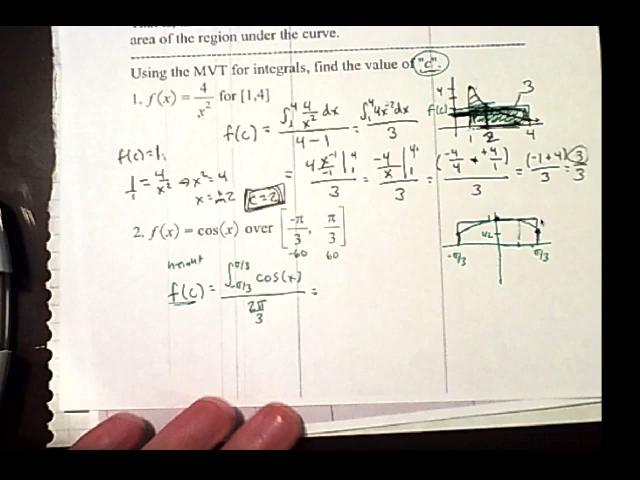 area of the region under the curve.
Using the MVT for integrals, find the value of "c".
1. f(x) = 4/x² for [1,4]
f(c) = ∫₁⁴ 4/x² dx / 4-1 = ∫₁⁴ 4x⁻² dx / 3
4
f(c)
3
1 2 4
f(c)=1,
1/1 = 4/x² → x² = 4
x = ±2
c=2
= 4 x⁻¹/-1 |₁⁴ / 3 = -4/x |₁⁴ / 3 = (-4/4 + +4/1) / 3 = (-1+4)/3 = 3/3
2. f(x) = cos(x) over [-π/3, π/3]
-60 60
1/2
-π/3 π/3
height
f(c) = ∫_{-π/3}^{π/3} cos(x) / 2π/3 =